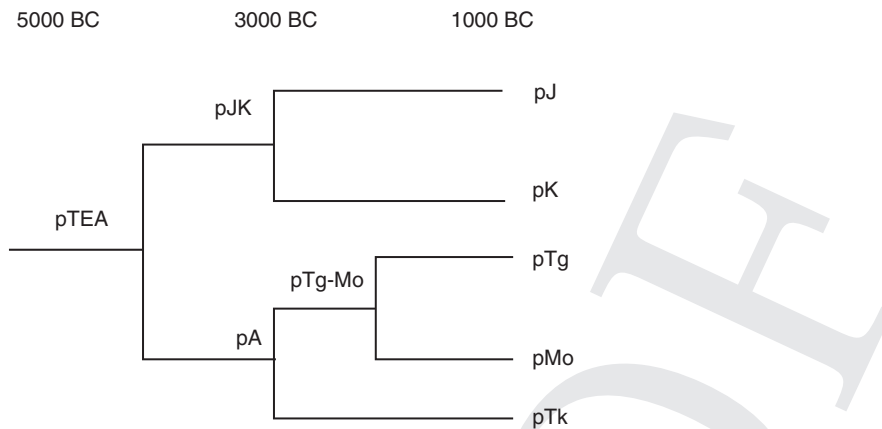 5000 BC 3000 BC 1000 BC
pJ
pJK
pK
pTEA
pTg
pTg-Mo
pA
pMo
pTk